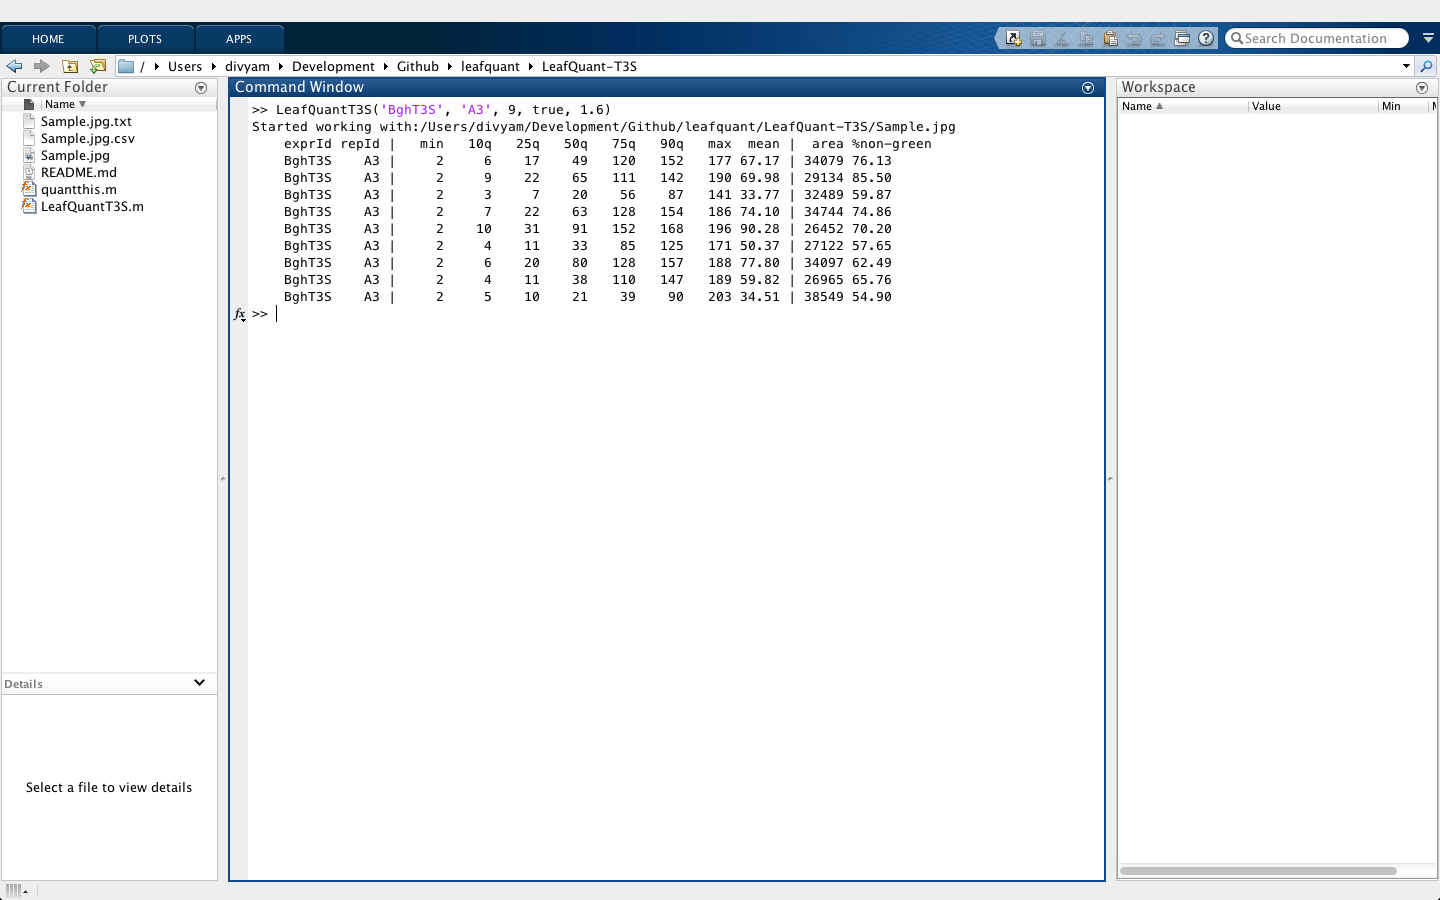 HOME PLOTS APPS
Search Documentation
/ Users divyam Development Github leafquant LeafQuant-T3S
Current Folder
Name
Sample.jpg.txt
Sample.jpg.csv
Sample.jpg
README.md
quantthis.m
LeafQuantT3S.m
Details
Select a file to view details
Command Window
>> LeafQuantT3S('BghT3S', 'A3', 9, true, 1.6)
Started working with:/Users/divyam/Development/Github/leafquant/LeafQuant-T3S/Sample.jpg
exprId repId | min 10q 25q 50q 75q 90q max mean | area %non-green
BghT3S A3 | 2 6 17 49 120 152 177 67.17 | 34079 76.13
BghT3S A3 | 2 9 22 65 111 142 190 69.98 | 29134 85.50
BghT3S A3 | 2 3 7 20 56 87 141 33.77 | 32489 59.87
BghT3S A3 | 2 7 22 63 128 154 186 74.10 | 34744 74.86
BghT3S A3 | 2 10 31 91 152 168 196 90.28 | 26452 70.20
BghT3S A3 | 2 4 11 33 85 125 171 50.37 | 27122 57.65
BghT3S A3 | 2 6 20 80 128 157 188 77.80 | 34097 62.49
BghT3S A3 | 2 4 11 38 110 147 189 59.82 | 26965 65.76
BghT3S A3 | 2 5 10 21 39 90 203 34.51 | 38549 54.90
fx >>
Workspace
Name Value Min